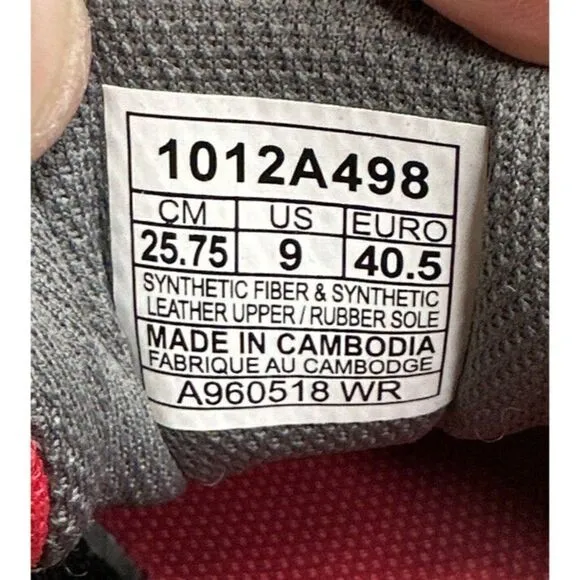 1012A498
CM US EURO
25.75 9 40.5
SYNTHETIC FIBER & SYNTHETIC
LEATHER UPPER / RUBBER SOLE
MADE IN CAMBODIA
FABRIQUE AU CAMBODGE
A960518 WR